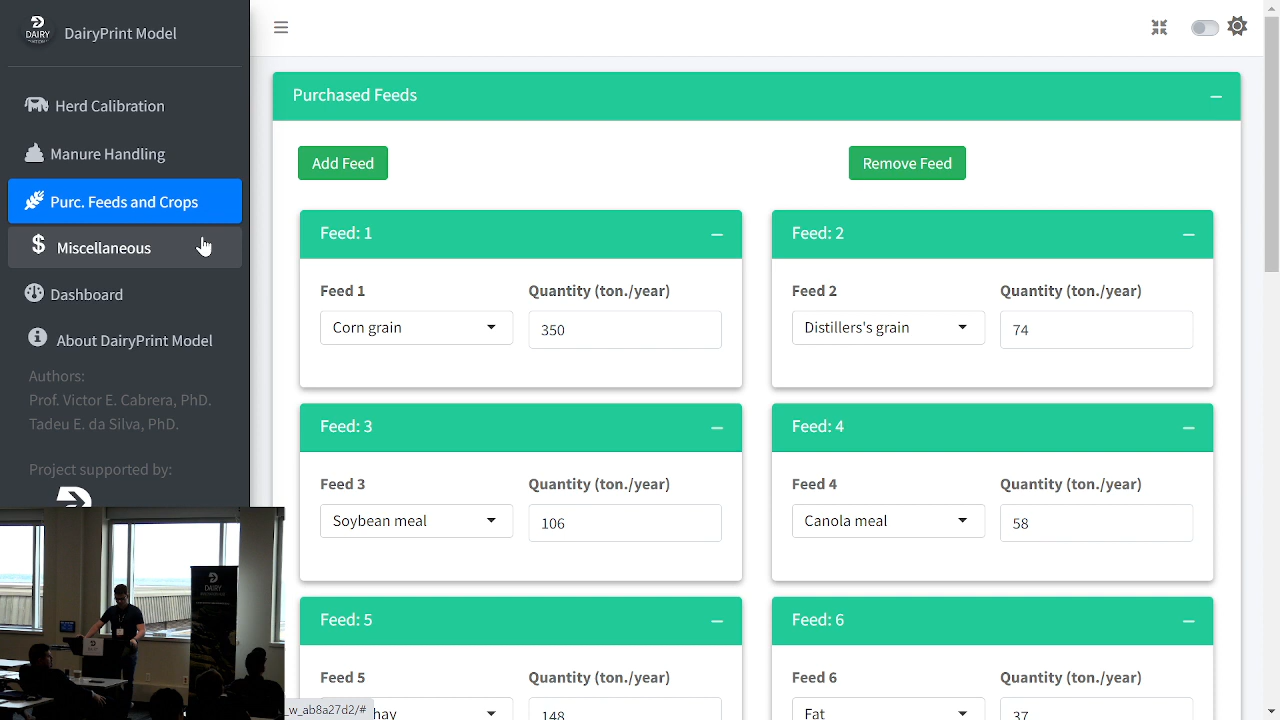 DAIRY
DairyPrint Model
Herd Calibration
Manure Handling
Purc. Feeds and Crops
Miscellaneous
Dashboard
About DairyPrint Model
Authors:
Prof. Victor E. Cabrera, PhD.
Tadeu E. da Silva, PhD.
Project supported by:
Purchased Feeds
Add Feed
Remove Feed
Feed: 1
Feed 1
Quantity (ton./year)
Corn grain
350
Feed: 2
Feed 2
Quantity (ton./year)
Distillers's grain
74
Feed: 3
Feed 3
Quantity (ton./year)
Soybean meal
106
Feed: 4
Feed 4
Quantity (ton./year)
Canola meal
58
Feed: 5
Feed 5
Quantity (ton./year)
hay
148
Feed: 6
Feed 6
Quantity (ton./year)
Fat
37
_w_ab8a27d2/#
DAIRY